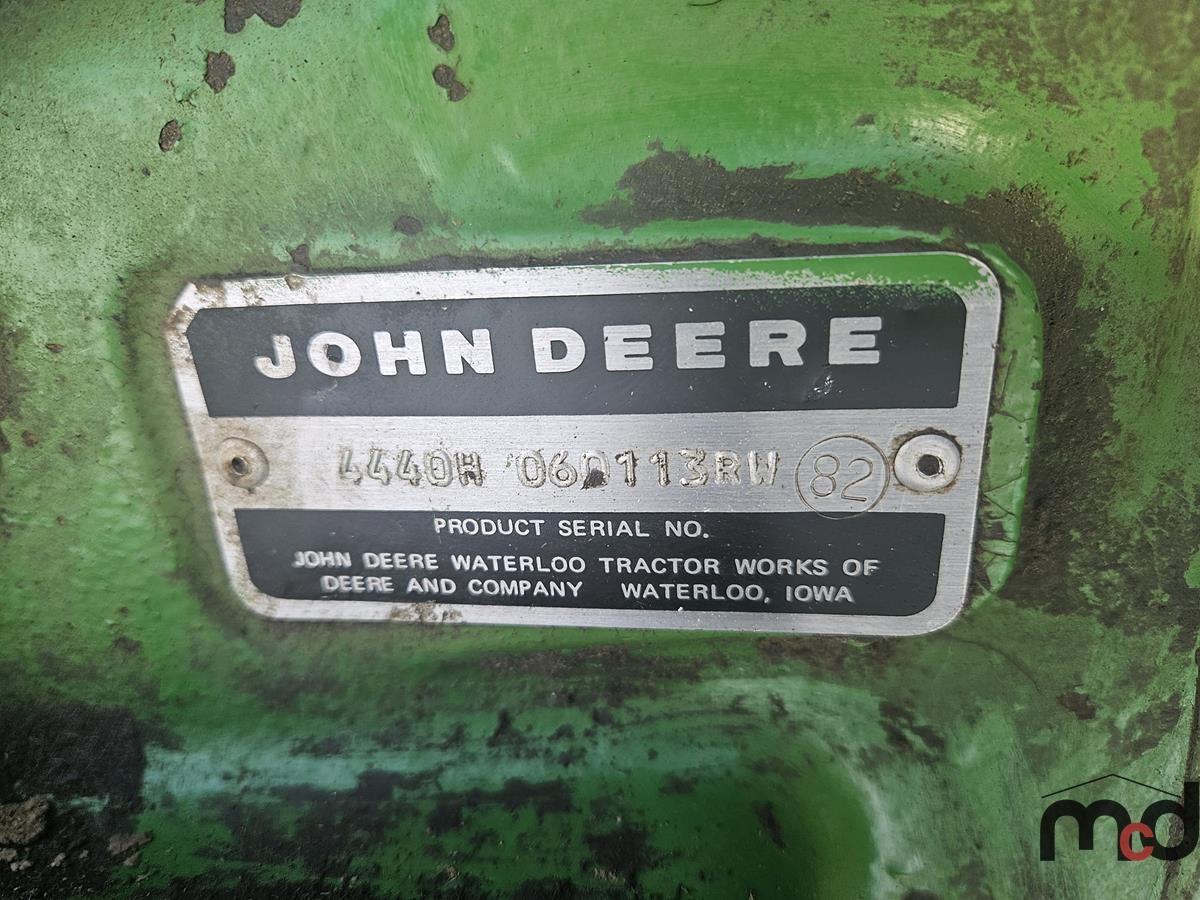 JOHN DEERE
4440H 060113RW 82
PRODUCT SERIAL NO.
JOHN DEERE WATERLOO TRACTOR WORKS OF
DEERE AND COMPANY WATERLOO, IOWA
mcd